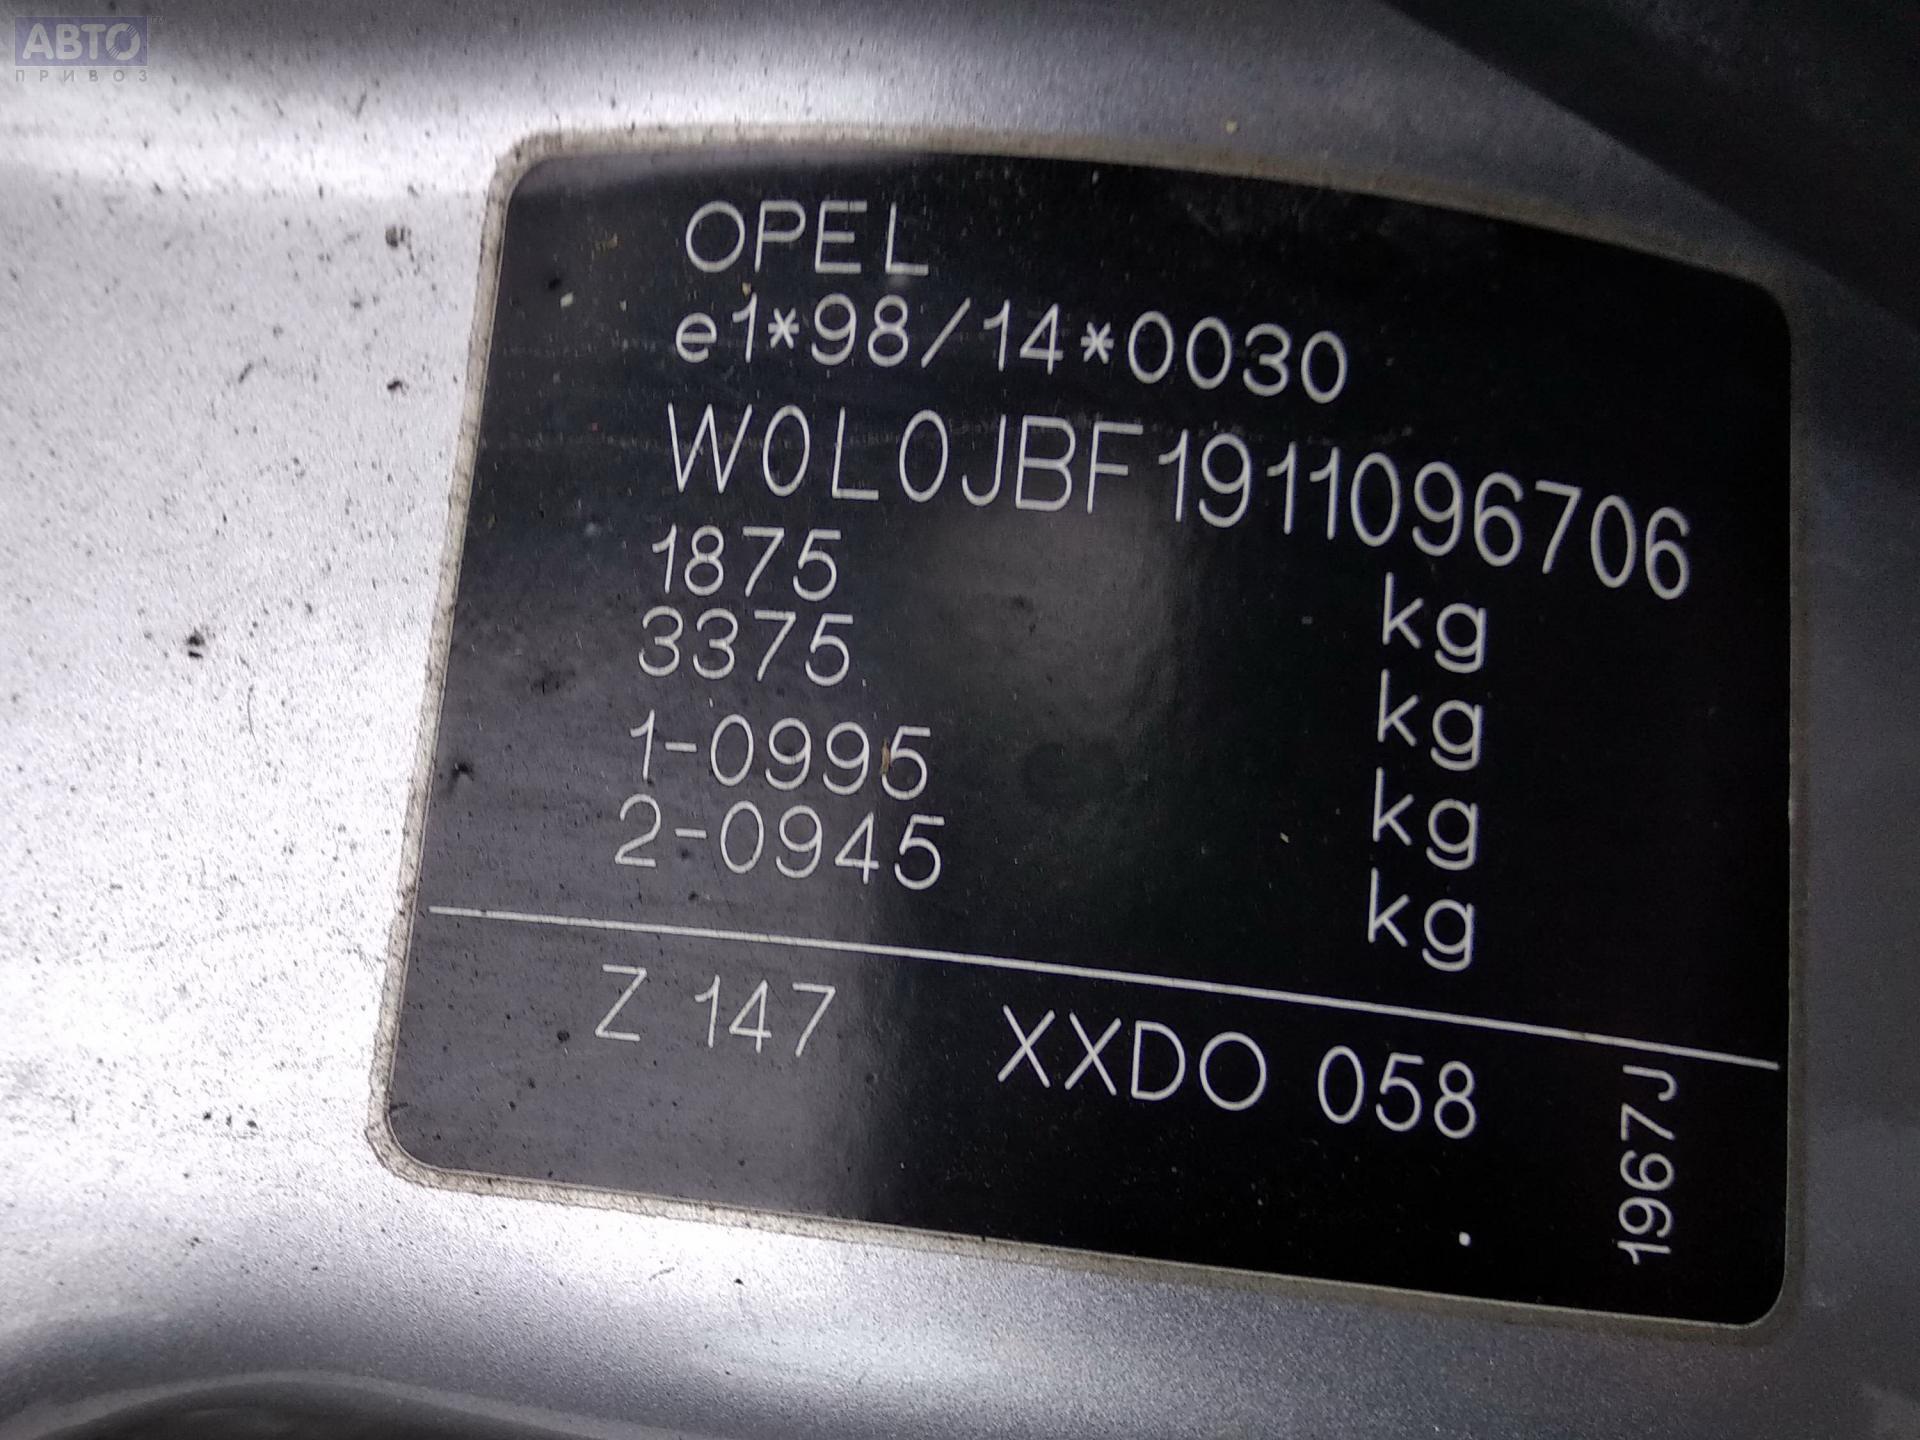 АВТО
ПРИВОЗ
OPEL
e1*98/14*0030
W0L0JBF1911096706
1875 kg
3375 kg
1-0995 kg
2-0945 kg
Z 147 XXDO 058
1967J